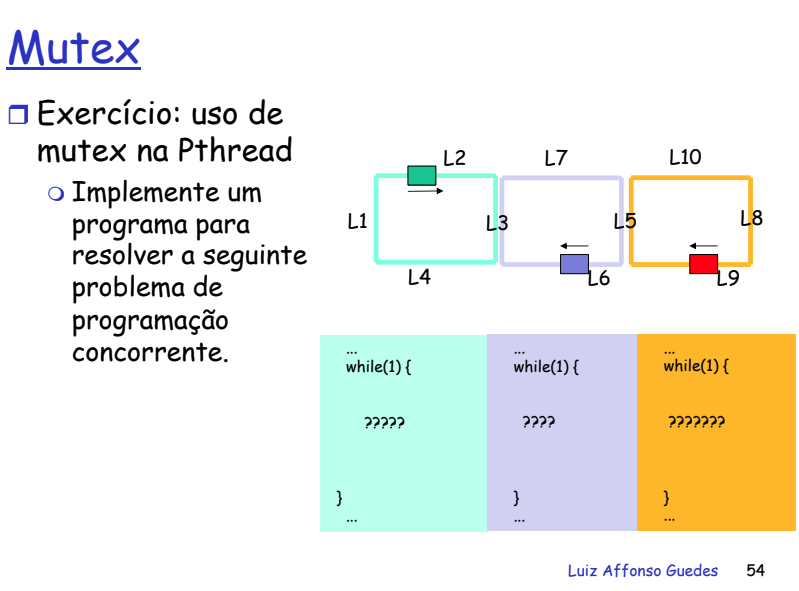 Mutex
Exercício: uso de
mutex na Pthread
Implemente um
programa para
resolver a seguinte
problema de
programação
concorrente.
L2
L7
L10
L1
L3
L5
L8
L4
L6
L9
...
while(1) {
?????
}
...
...
while(1) {
????
}
...
...
while(1) {
???????
}
...
Luiz Affonso Guedes 54